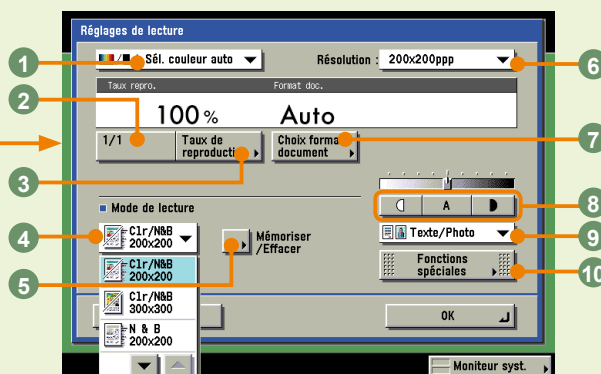 Réglages de lecture
1
Sél. couleur auto
Résolution :
200x200ppp
6
Taux repro.
Format doc.
2
100 %
Auto
1/1
Taux de
reproducti
Choix forma
document
7
3
8
A
Mode de lecture
4
Clr/N&B
200x200
Mémoriser
/Effacer
Texte/Photo
9
5
Clr/N&B
200x200
Fonctions
spéciales
10
Clr/N&B
300x300
N & B
200x200
OK
Moniteur syst.